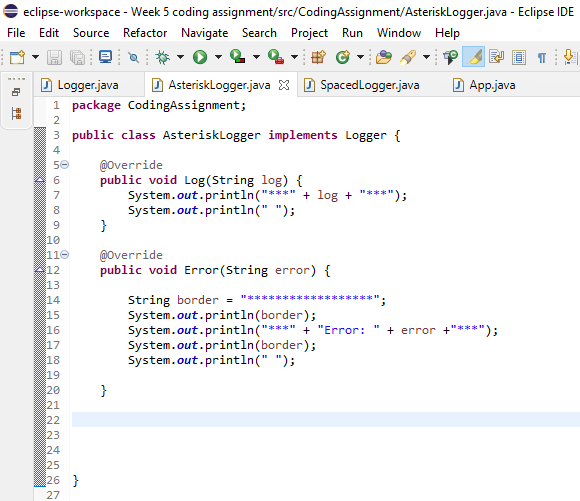 eclipse-workspace - Week 5 coding assignment/src/CodingAssignment/AsteriskLogger.java - Eclipse IDE
File Edit Source Refactor Navigate Search Project Run Window Help
Logger.java AsteriskLogger.java SpacedLogger.java App.java
1 package CodingAssignment;
2
3 public class AsteriskLogger implements Logger {
4
5 @Override
6 public void Log(String log) {
7 System.out.println("***" + log + "***");
8 System.out.println(" ");
9 }
10
11 @Override
12 public void Error(String error) {
13
14 String border = "******************";
15 System.out.println(border);
16 System.out.println("***" + "Error: " + error +"***");
17 System.out.println(border);
18 System.out.println(" ");
19
20 }
21
22
23
24
25
26 }
27